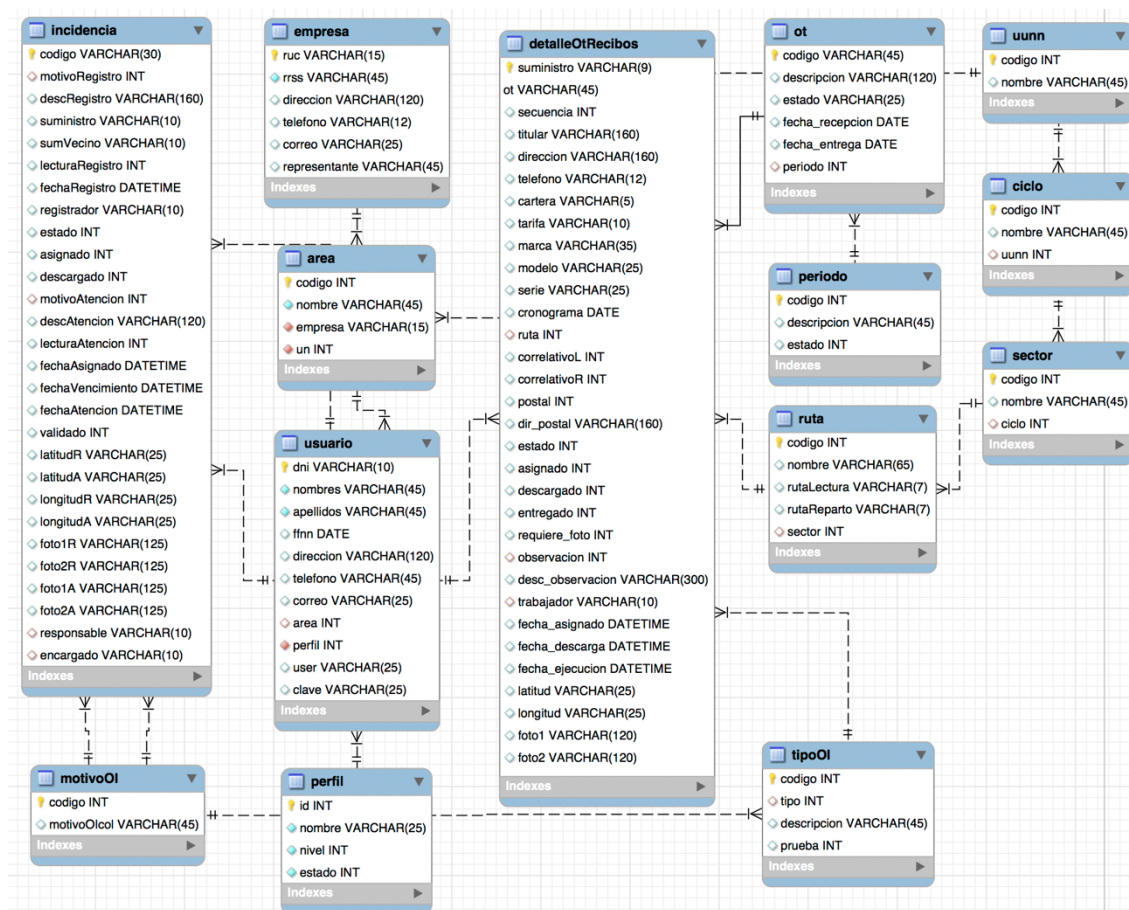 incidencia
codigo VARCHAR(30)
motivoRegistro INT
descRegistro VARCHAR(160)
suministro VARCHAR(10)
sumVecino VARCHAR(10)
lecturaRegistro INT
fechaRegistro DATETIME
registrador VARCHAR(10)
estado INT
asignado INT
descargado INT
motivoAtencion INT
descAtencion VARCHAR(120)
lecturaAtencion INT
fechaAsignado DATETIME
fechaVencimiento DATETIME
fechaAtencion DATETIME
validado INT
latitudR VARCHAR(25)
latitudA VARCHAR(25)
longitudR VARCHAR(25)
longitudA VARCHAR(25)
foto1R VARCHAR(125)
foto2R VARCHAR(125)
foto1A VARCHAR(125)
foto2A VARCHAR(125)
responsable VARCHAR(10)
encargado VARCHAR(10)
Indexes
motivoOI
codigo INT
motivoOIcol VARCHAR(45)
Indexes
empresa
ruc VARCHAR(15)
rrss VARCHAR(45)
direccion VARCHAR(120)
telefono VARCHAR(12)
correo VARCHAR(25)
representante VARCHAR(45)
Indexes
area
codigo INT
nombre VARCHAR(45)
empresa VARCHAR(15)
un INT
Indexes
usuario
dni VARCHAR(10)
nombres VARCHAR(45)
apellidos VARCHAR(45)
ffnn DATE
direccion VARCHAR(120)
telefono VARCHAR(45)
correo VARCHAR(25)
area INT
perfil INT
user VARCHAR(25)
clave VARCHAR(25)
Indexes
perfil
id INT
nombre VARCHAR(25)
nivel INT
estado INT
Indexes
detalleOtRecibos
suministro VARCHAR(9)
ot VARCHAR(45)
secuencia INT
titular VARCHAR(160)
direccion VARCHAR(160)
telefono VARCHAR(12)
cartera VARCHAR(5)
tarifa VARCHAR(10)
marca VARCHAR(35)
modelo VARCHAR(25)
serie VARCHAR(25)
cronograma DATE
ruta INT
correlativoL INT
correlativoR INT
postal INT
dir_postal VARCHAR(160)
estado INT
asignado INT
descargado INT
entregado INT
requiere_foto INT
observacion INT
desc_observacion VARCHAR(300)
trabajador VARCHAR(10)
fecha_asignado DATETIME
fecha_descarga DATETIME
fecha_ejecucion DATETIME
latitud VARCHAR(25)
longitud VARCHAR(25)
foto1 VARCHAR(120)
foto2 VARCHAR(120)
Indexes
ot
codigo VARCHAR(45)
descripcion VARCHAR(120)
estado VARCHAR(25)
fecha_recepcion DATE
fecha_entrega DATE
periodo INT
Indexes
periodo
codigo INT
descripcion VARCHAR(45)
estado INT
Indexes
ruta
codigo INT
nombre VARCHAR(65)
rutaLectura VARCHAR(7)
rutaReparto VARCHAR(7)
sector INT
Indexes
tipoOI
codigo INT
tipo INT
descripcion VARCHAR(45)
prueba INT
Indexes
uunn
codigo INT
nombre VARCHAR(45)
Indexes
ciclo
codigo INT
nombre VARCHAR(45)
uunn INT
Indexes
sector
codigo INT
nombre VARCHAR(45)
ciclo INT
Indexes